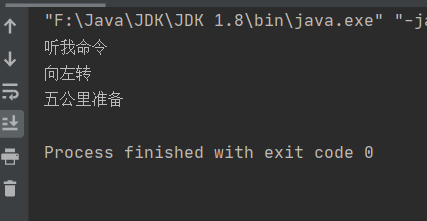 "F:\Java\JDK\JDK 1.8\bin\java.exe" "-ja
听我命令
向左转
五公里准备
Process finished with exit code 0